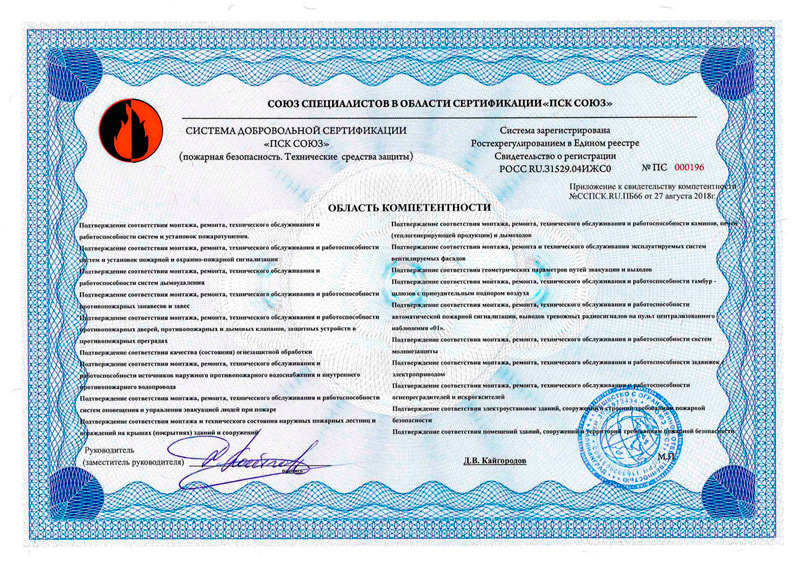 СОЮЗ СПЕЦИАЛИСТОВ В ОБЛАСТИ СЕРТИФИКАЦИИ «ПСК СОЮЗ»
СИСТЕМА ДОБРОВОЛЬНОЙ СЕРТИФИКАЦИИ
«ПСК СОЮЗ»
(пожарная безопасность. Технические средства защиты)
Система зарегистрирована
Ростехрегулированием в Едином реестре
Свидетельство о регистрации
РОСС RU.31529.04ИЖС0
№ ПС 000196
Приложение к свидетельству компетентности
№ССПСК.RU.ПБ66 от 27 августа 2018г.
ОБЛАСТЬ КОМПЕТЕНТНОСТИ
Подтверждение соответствия монтажа, ремонта, технического обслуживания и
работоспособности систем и установок пожаротушения.
Подтверждение соответствия монтажа, ремонта, технического обслуживания и работоспособности
систем и установок пожарной и охранно-пожарной сигнализации
Подтверждение соответствия монтажа, ремонта, технического обслуживания и
работоспособности систем дымоудаления
Подтверждение соответствия монтажа, ремонта, технического обслуживания и работоспособности
противопожарных занавесов и завес
Подтверждение соответствия монтажа, ремонта, технического обслуживания и работоспособности
противопожарных дверей, противопожарных и дымовых клапанов, защитных устройств в
противопожарных преградах
Подтверждение соответствия качества (состояния) огнезащитной обработки
Подтверждение соответствия монтажа, ремонта, технического обслуживания и
работоспособности источников наружного противопожарного водоснабжения и внутреннего
противопожарного водопровода
Подтверждение соответствия монтажа, ремонта, технического обслуживания и работоспособности
систем оповещения и управления эвакуацией людей при пожаре
Подтверждение соответствия монтажа и технического состояния наружных пожарных лестниц и
ограждений на крышах (покрытиях) зданий и сооружений
Подтверждение соответствия монтажа, ремонта, технического обслуживания и работоспособности каминов, печей
(теплогенерирующей продукции) и дымоходов
Подтверждение соответствия монтажа, ремонта и технического обслуживания эксплуатируемых систем
вентилируемых фасадов
Подтверждение соответствия геометрических параметров путей эвакуации и выходов
Подтверждение соответствия монтажа, ремонта, технического обслуживания и работоспособности тамбур -
шлюзов с принудительным подпором воздуха
Подтверждение соответствия монтажа, ремонта, технического обслуживания и работоспособности
автоматической пожарной сигнализации, выводов тревожных радиосигналов на пульт централизованного
наблюдения «01».
Подтверждение соответствия монтажа, ремонта, технического обслуживания и работоспособности систем
молниезащиты
Подтверждение соответствия монтажа, ремонта, технического обслуживания и работоспособности задвижек с
электроприводом
Подтверждение соответствия монтажа, ремонта, технического обслуживания и работоспособности
огнепреградителей и искрогасителей
Подтверждение соответствия электроустановок зданий, сооружений и строений требованиям пожарной
безопасности
Подтверждение соответствия помещений зданий, сооружений и территорий требованиям пожарной безопасности
Руководитель
(заместитель руководителя)
подпись
Д.В. Кайгородов
М.П.